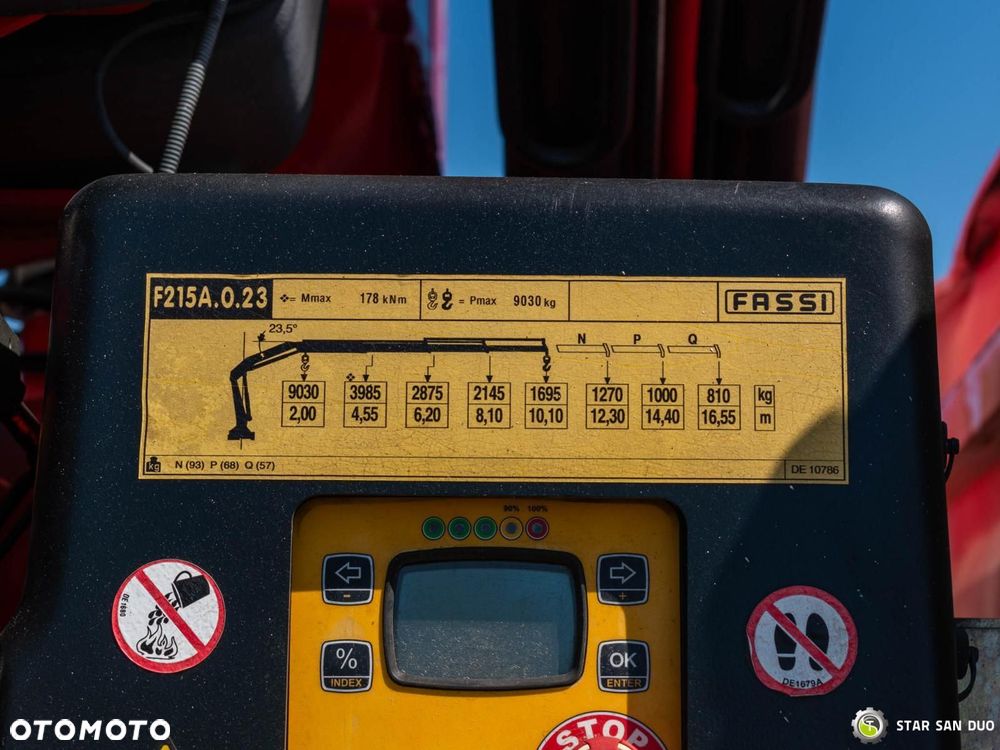 F215A.0.23 ❖= Mmax 178 kNm = Pmax 9030 kg FASSI
23,5° N P Q
9030 3985 2875 2145 1695 1270 1000 810 kg
2,00 4,55 6,20 8,10 10,10 12,30 14,40 16,55 m
kg N (93) P (68) Q (57) DE 10786
90% 100%
- +
DE1680
% OK
INDEX ENTER
DE1679A
STOP
OTOMOTO
STAR SAN DUO